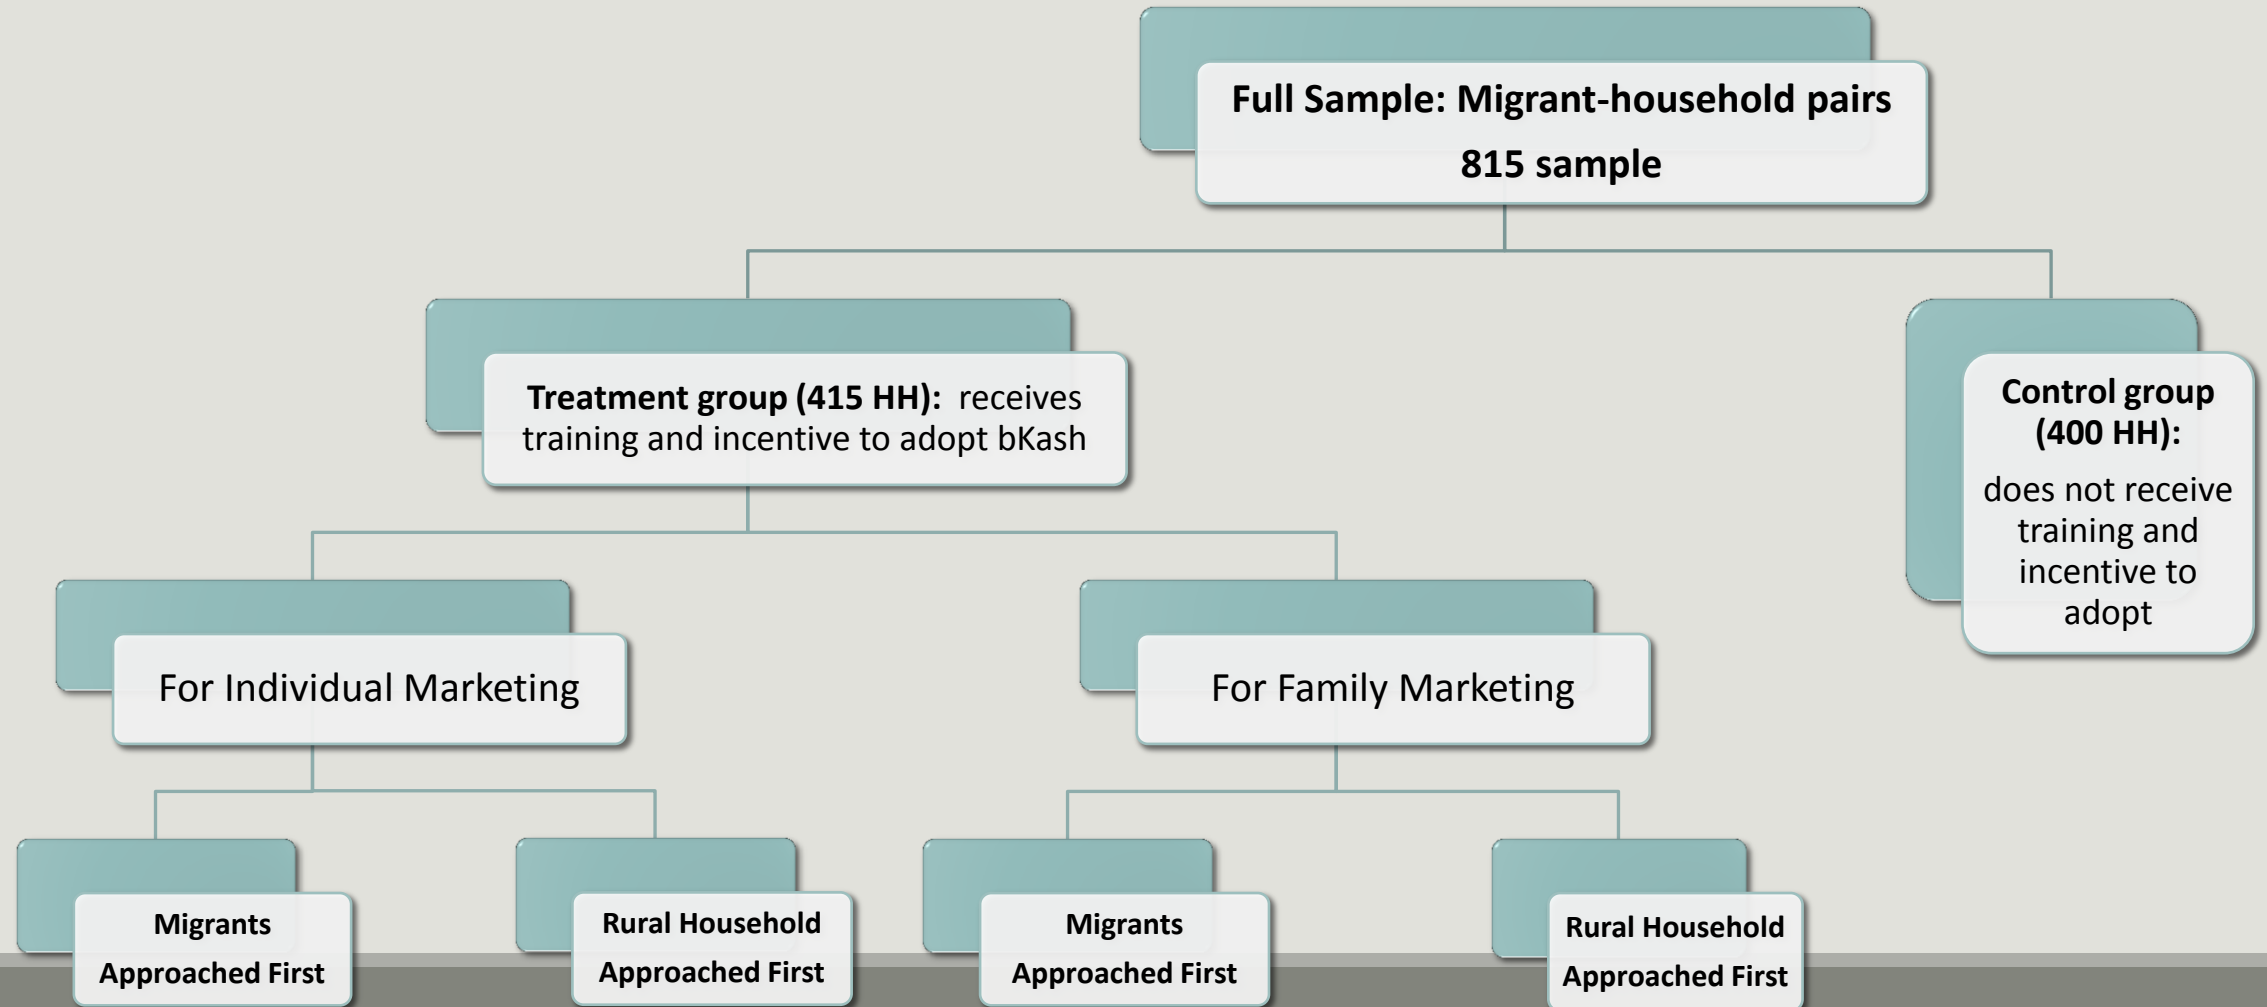 Full Sample: Migrant-household pairs
815 sample
Treatment group (415 HH): receives
training and incentive to adopt bKash
Control group
(400 HH):
does not receive
training and
incentive to
adopt
For Individual Marketing
For Family Marketing
Migrants
Approached First
Rural Household
Approached First
Migrants
Approached First
Rural Household
Approached First